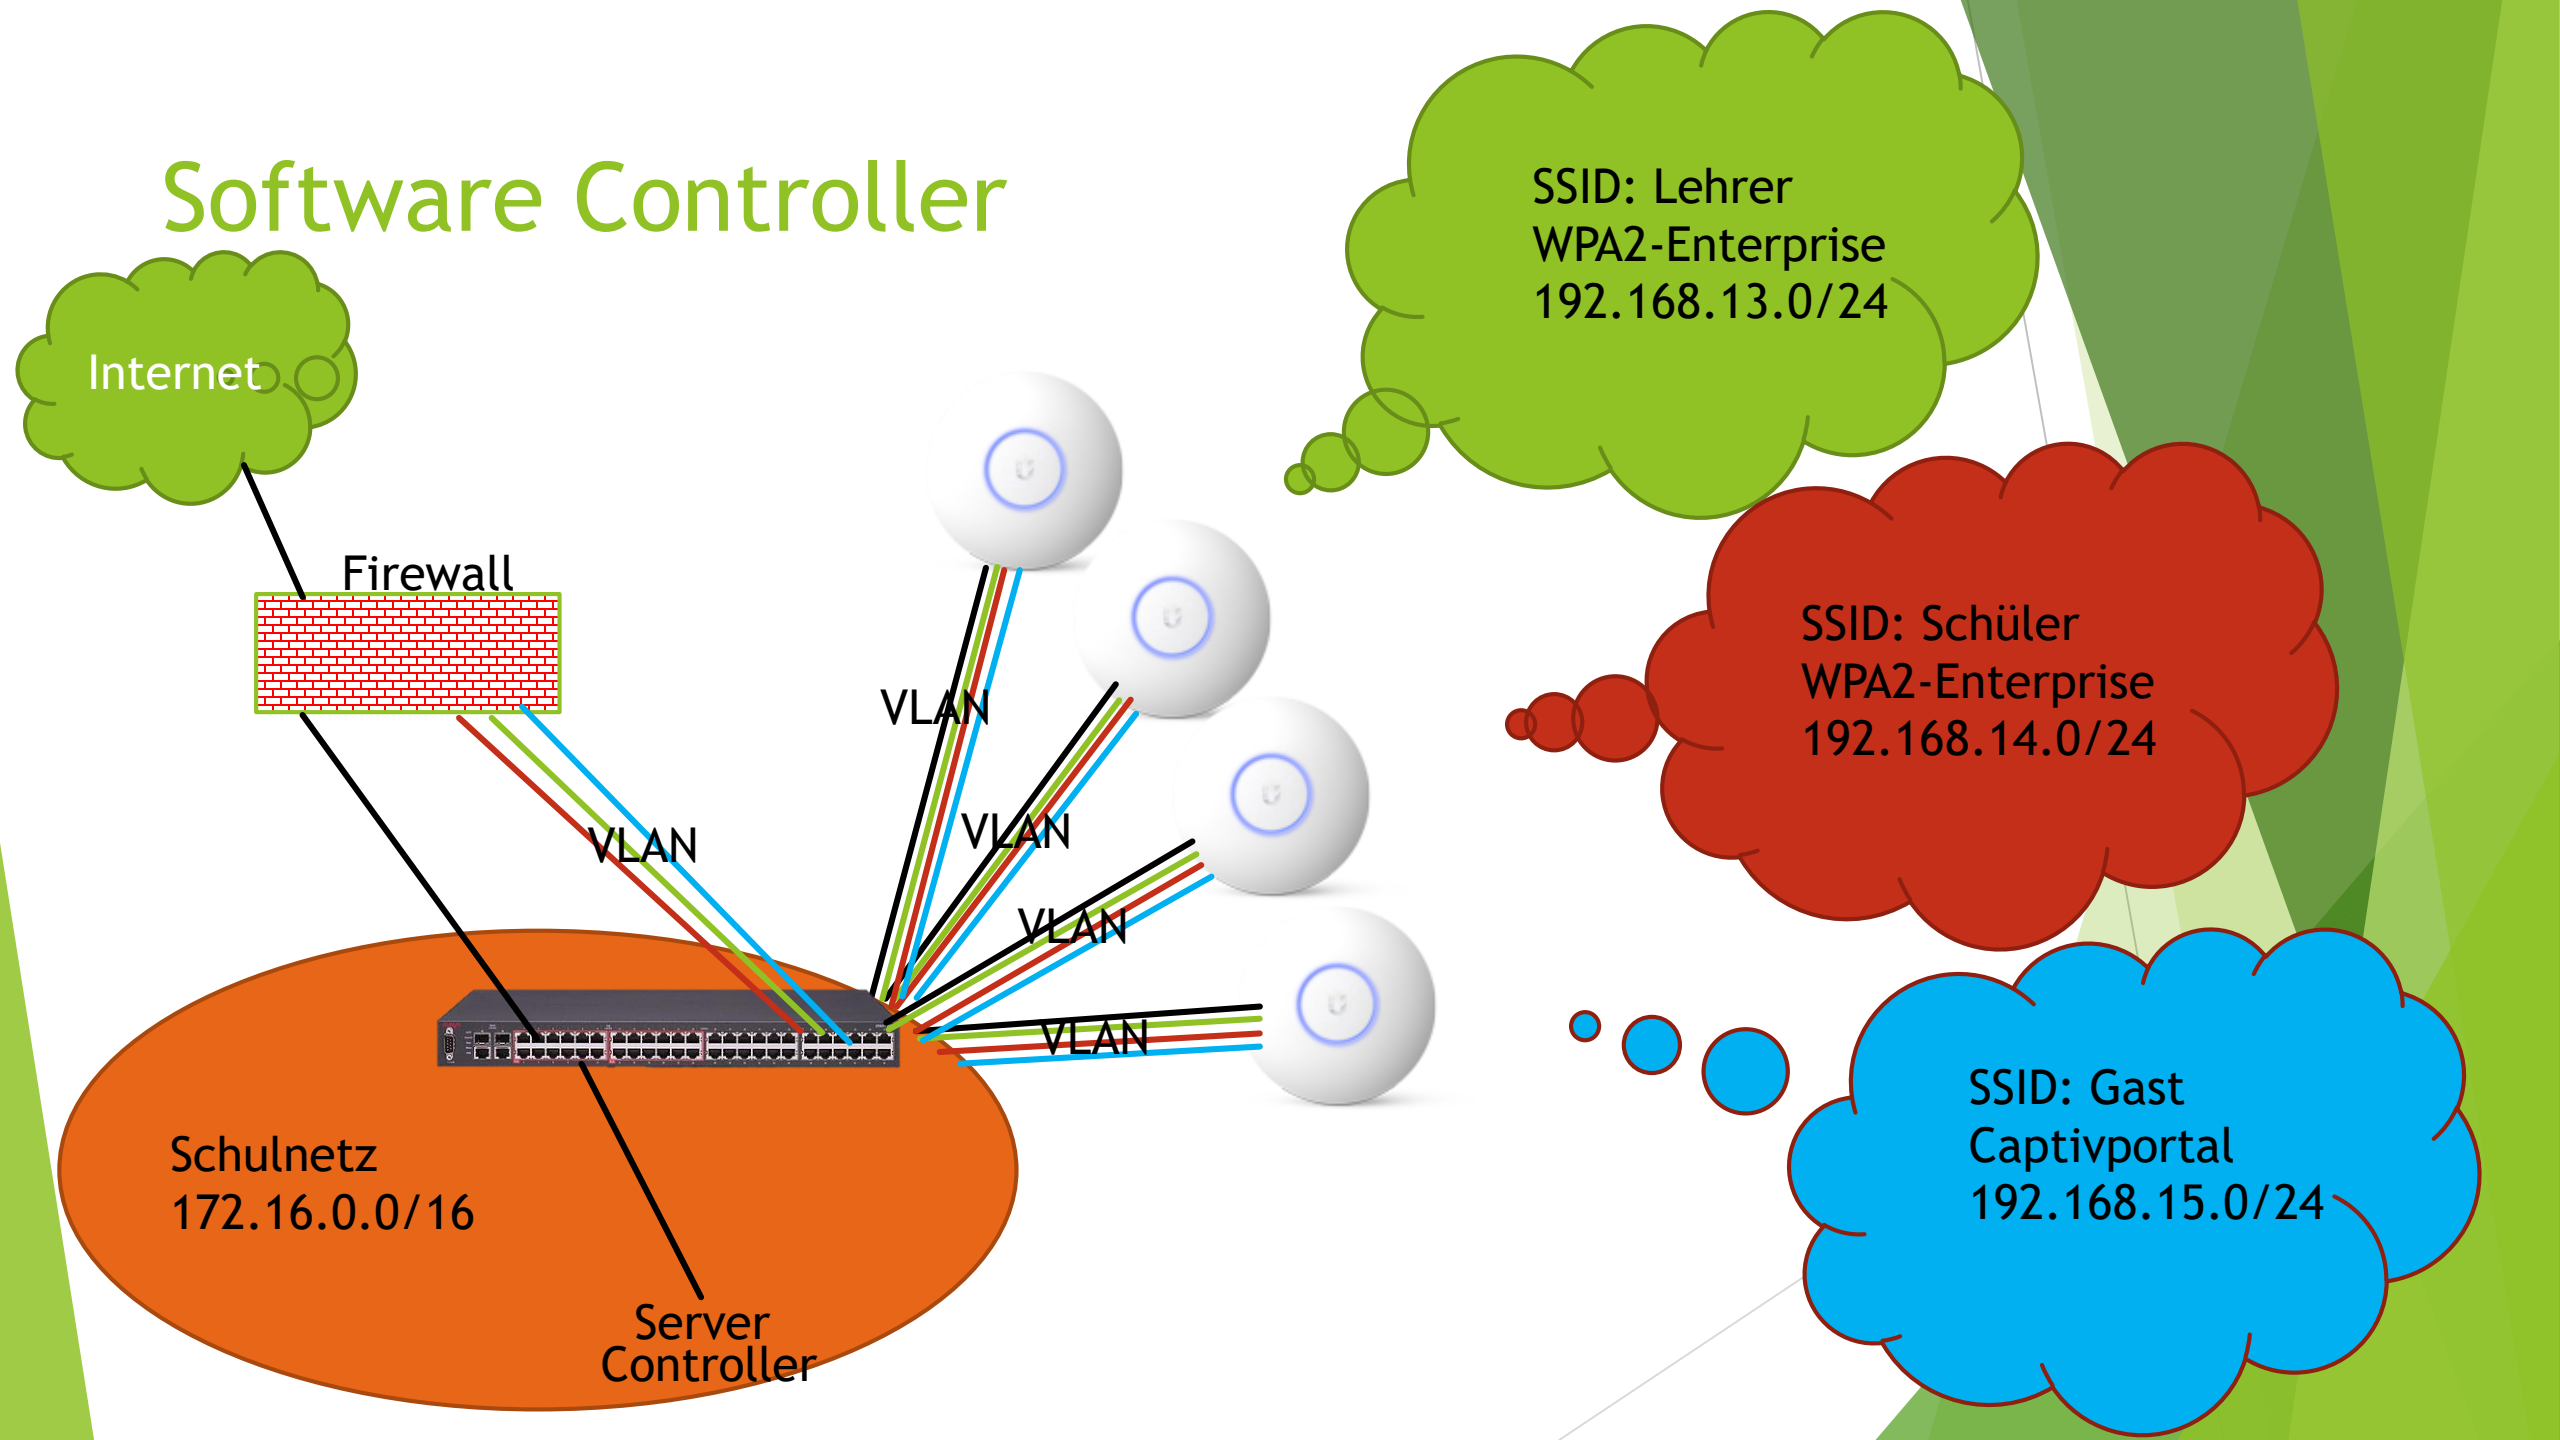 Software Controller
SSID: Lehrer
WPA2-Enterprise
192.168.13.0/24
Internet
Firewall
SSID: Schüler
WPA2-Enterprise
192.168.14.0/24
VLAN
VLAN
VLAN
VLAN
VLAN
SSID: Gast
Captivportal
192.168.15.0/24
Schulnetz
172.16.0.0/16
Server
Controller